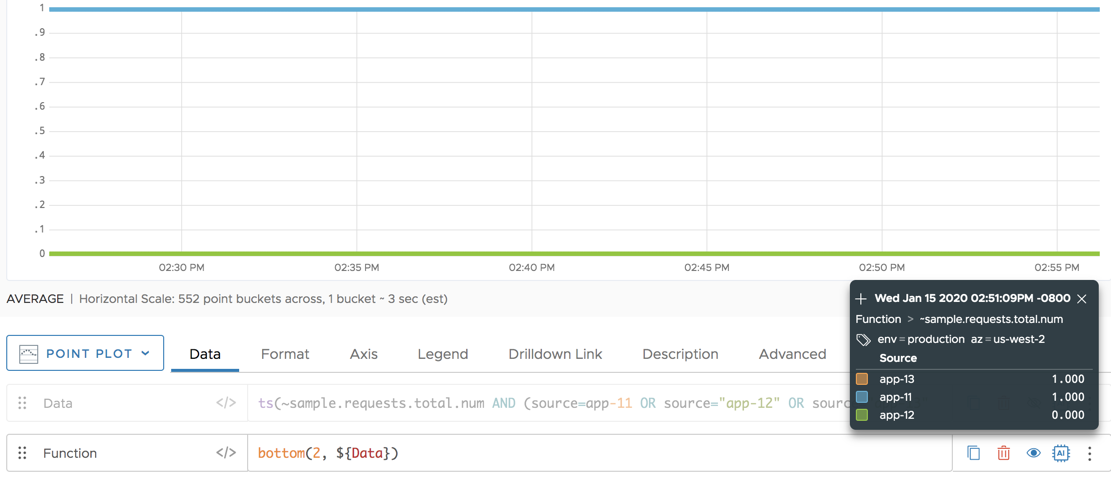 1
.9
.8
.7
.6
.5
.4
.3
.2
.1
0
02:30 PM 02:35 PM 02:40 PM 02:45 PM 02:50 PM 02:55 PM
AVERAGE | Horizontal Scale: 552 point buckets across, 1 bucket ~ 3 sec (est)
Wed Jan 15 2020 02:51:09PM -0800
Function > ~sample.requests.total.num
env = production az = us-west-2
Source
app-13 1.000
app-11 1.000
app-12 0.000
POINT PLOT Data Format Axis Legend Drilldown Link Description Advanced
Data </> ts(~sample.requests.total.num AND (source=app-11 OR source="app-12" OR sourc
Function </> bottom(2, ${Data}) AI